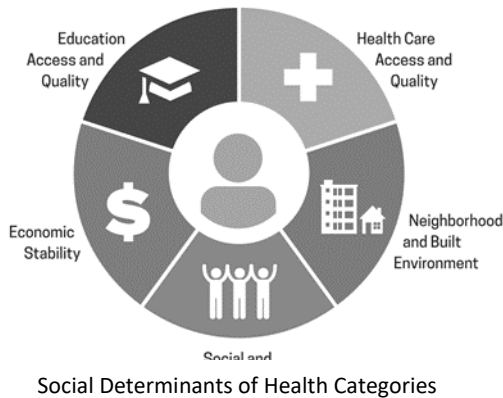 Education
Access and
Quality
Health Care
Access and
Quality
$
Economic
Stability
Neighborhood
and Built
Environment
Social and
Social Determinants of Health Categories